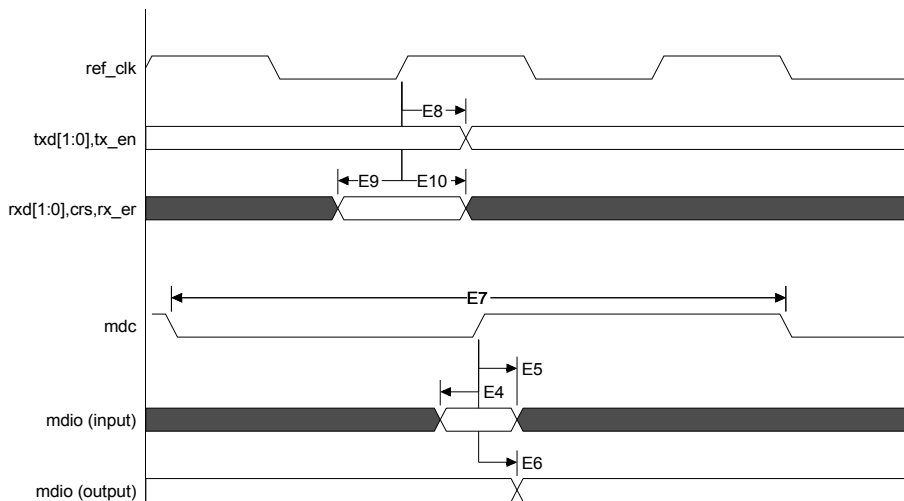 ref_clk
E8
txd[1:0],tx_en
E9
E10
rxd[1:0],crs,rx_er
E7
mdc
E5
E4
mdio (input)
E6
mdio (output)